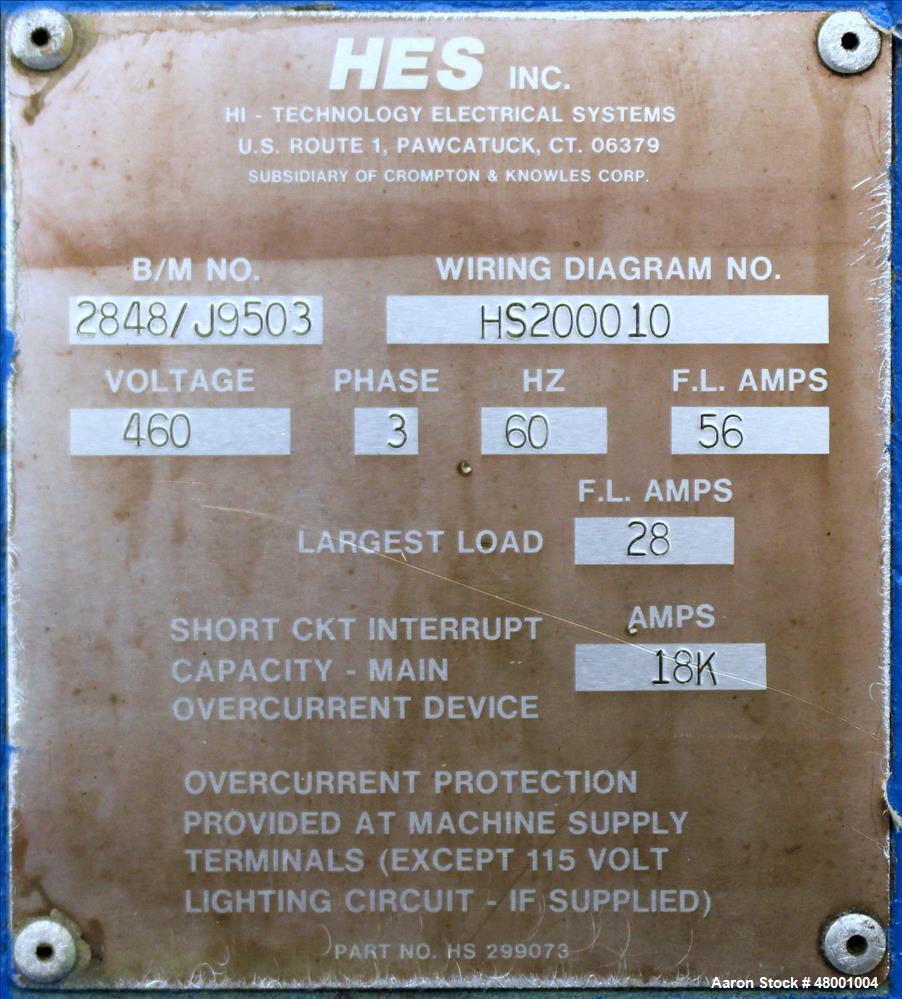 HES INC.
HI - TECHNOLOGY ELECTRICAL SYSTEMS
U.S. ROUTE 1, PAWCATUCK, CT. 06379
SUBSIDIARY OF CROMPTON & KNOWLES CORP.
B/M NO. WIRING DIAGRAM NO.
2848/J9503 HS200010
VOLTAGE PHASE HZ F.L. AMPS
460 3 60 56
F.L. AMPS
LARGEST LOAD 28
AMPS
SHORT CKT INTERRUPT
CAPACITY - MAIN 18K
OVERCURRENT DEVICE
OVERCURRENT PROTECTION
PROVIDED AT MACHINE SUPPLY
TERMINALS (EXCEPT 115 VOLT
LIGHTING CIRCUIT - IF SUPPLIED)
PART NO. HS 299073
Aaron Stock # 48001004